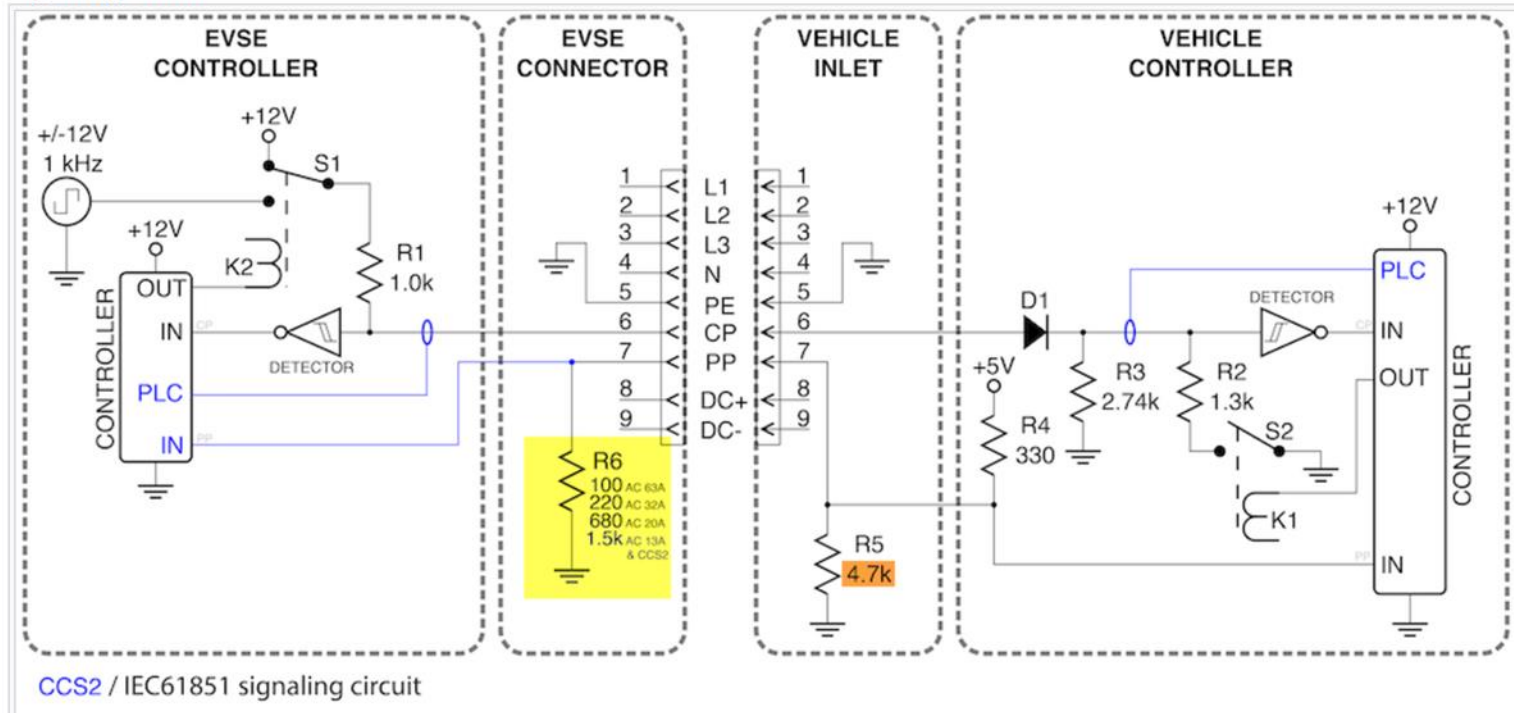 EVSE CONTROLLER
EVSE CONNECTOR
VEHICLE INLET
VEHICLE CONTROLLER
+/-12V
1 kHz
+12V
S1
+12V
K2
R1
1.0k
CONTROLLER
OUT
IN
CP
DETECTOR
PLC
IN
PP
1
2
3
4
5
6
7
8
9
L1
L2
L3
N
PE
CP
PP
DC+
DC-
1
2
3
4
5
6
7
8
9
R6
100 AC 63A
220 AC 32A
680 AC 20A
1.5k AC 13A
& CCS2
R5
4.7k
+5V
R4
330
D1
R3
2.74k
R2
1.3k
S2
K1
DETECTOR
+12V
PLC
CP
IN
OUT
PP
IN
CONTROLLER
CCS2 / IEC61851 signaling circuit